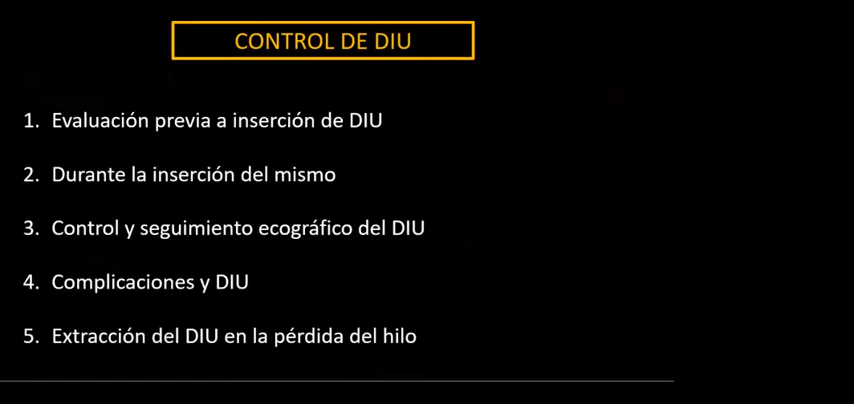 CONTROL DE DIU
1. Evaluación previa a inserción de DIU
2. Durante la inserción del mismo
3. Control y seguimiento ecográfico del DIU
4. Complicaciones y DIU
5. Extracción del DIU en la pérdida del hilo